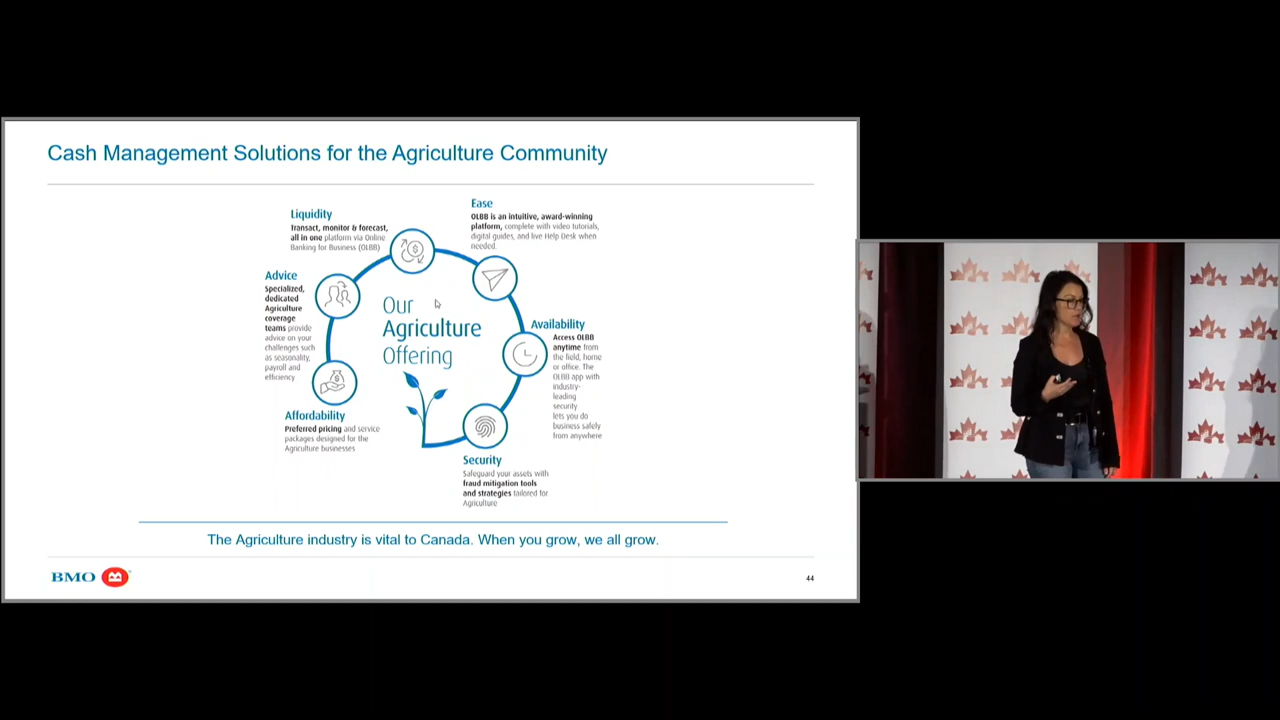 Cash Management Solutions for the Agriculture Community
Liquidity
Transact, monitor & forecast,
all in one platform via Online
Banking for Business (OLBB)
Ease
OLBB is an intuitive, award-winning
platform, complete with video tutorials,
digital guides, and live Help Desk when
needed.
Advice
Specialized,
dedicated
Agriculture
coverage
teams provide
advice on your
challenges such
as seasonality,
payroll and
efficiency
Our
Agriculture
Offering
Availability
Access OLBB
anytime from
the field, home
or office. The
OLBB app with
industry-
leading
security
lets you do
business safely
from anywhere
Affordability
Preferred pricing and service
packages designed for the
Agriculture businesses
Security
Safeguard your assets with
fraud mitigation tools
and strategies tailored for
Agriculture
The Agriculture industry is vital to Canada. When you grow, we all grow.
BMO
44